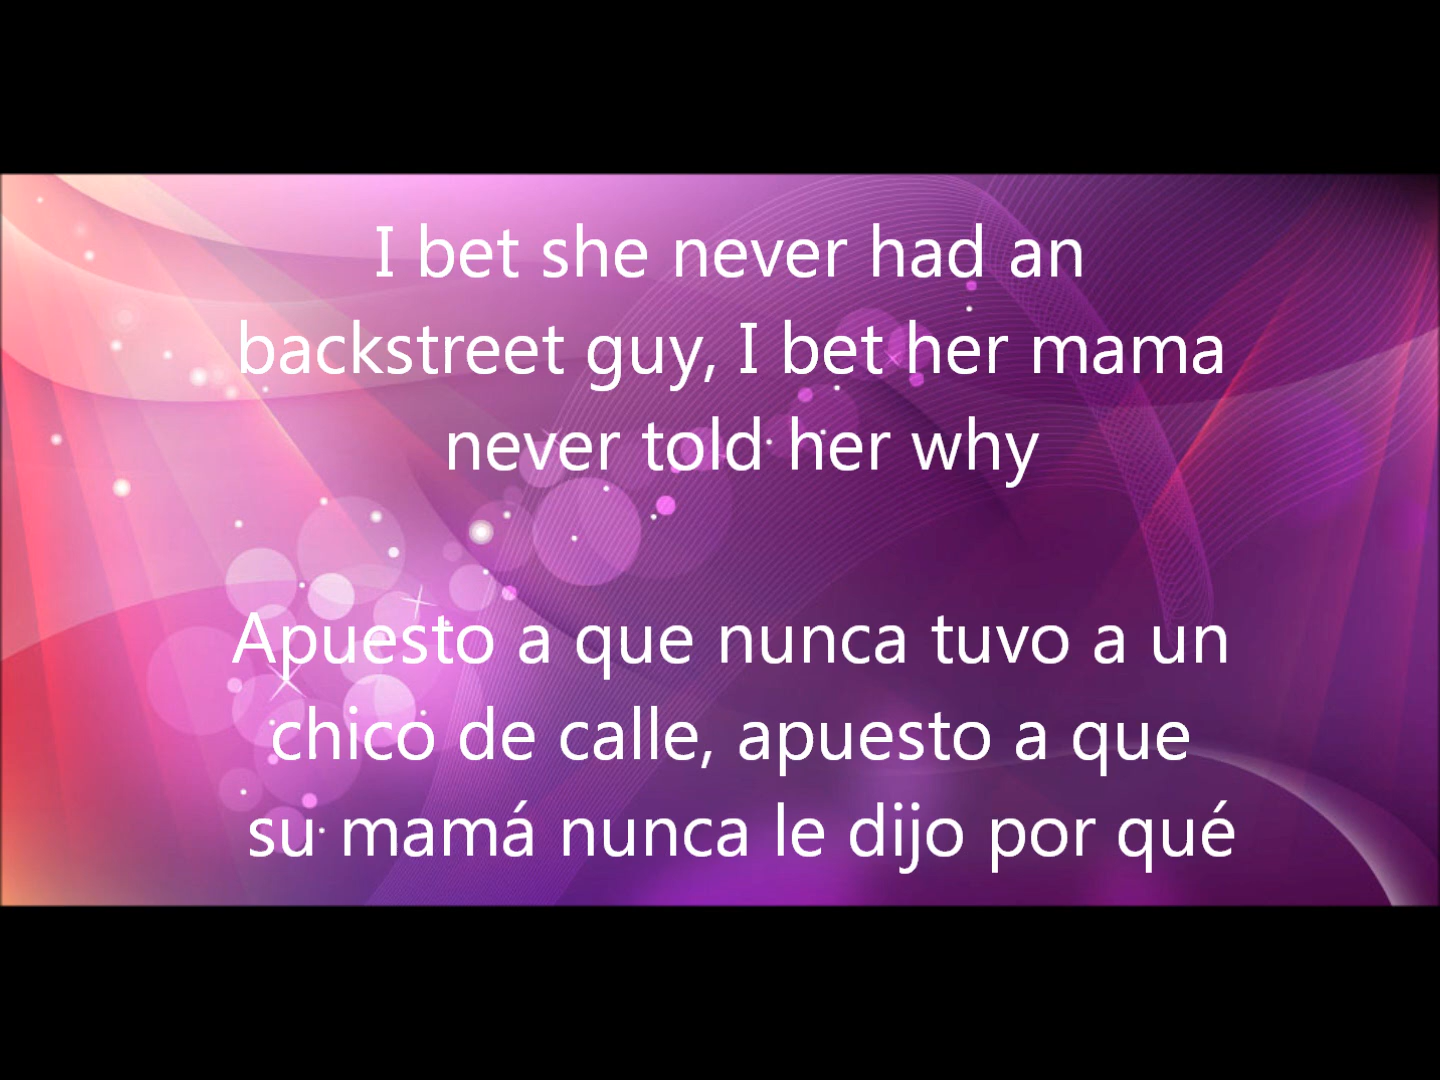 I bet she never had an
backstreet guy, I bet her mama
never told her why
Apuesto a que nunca tuvo a un
chico de calle, apuesto a que
su mamá nunca le dijo por qué